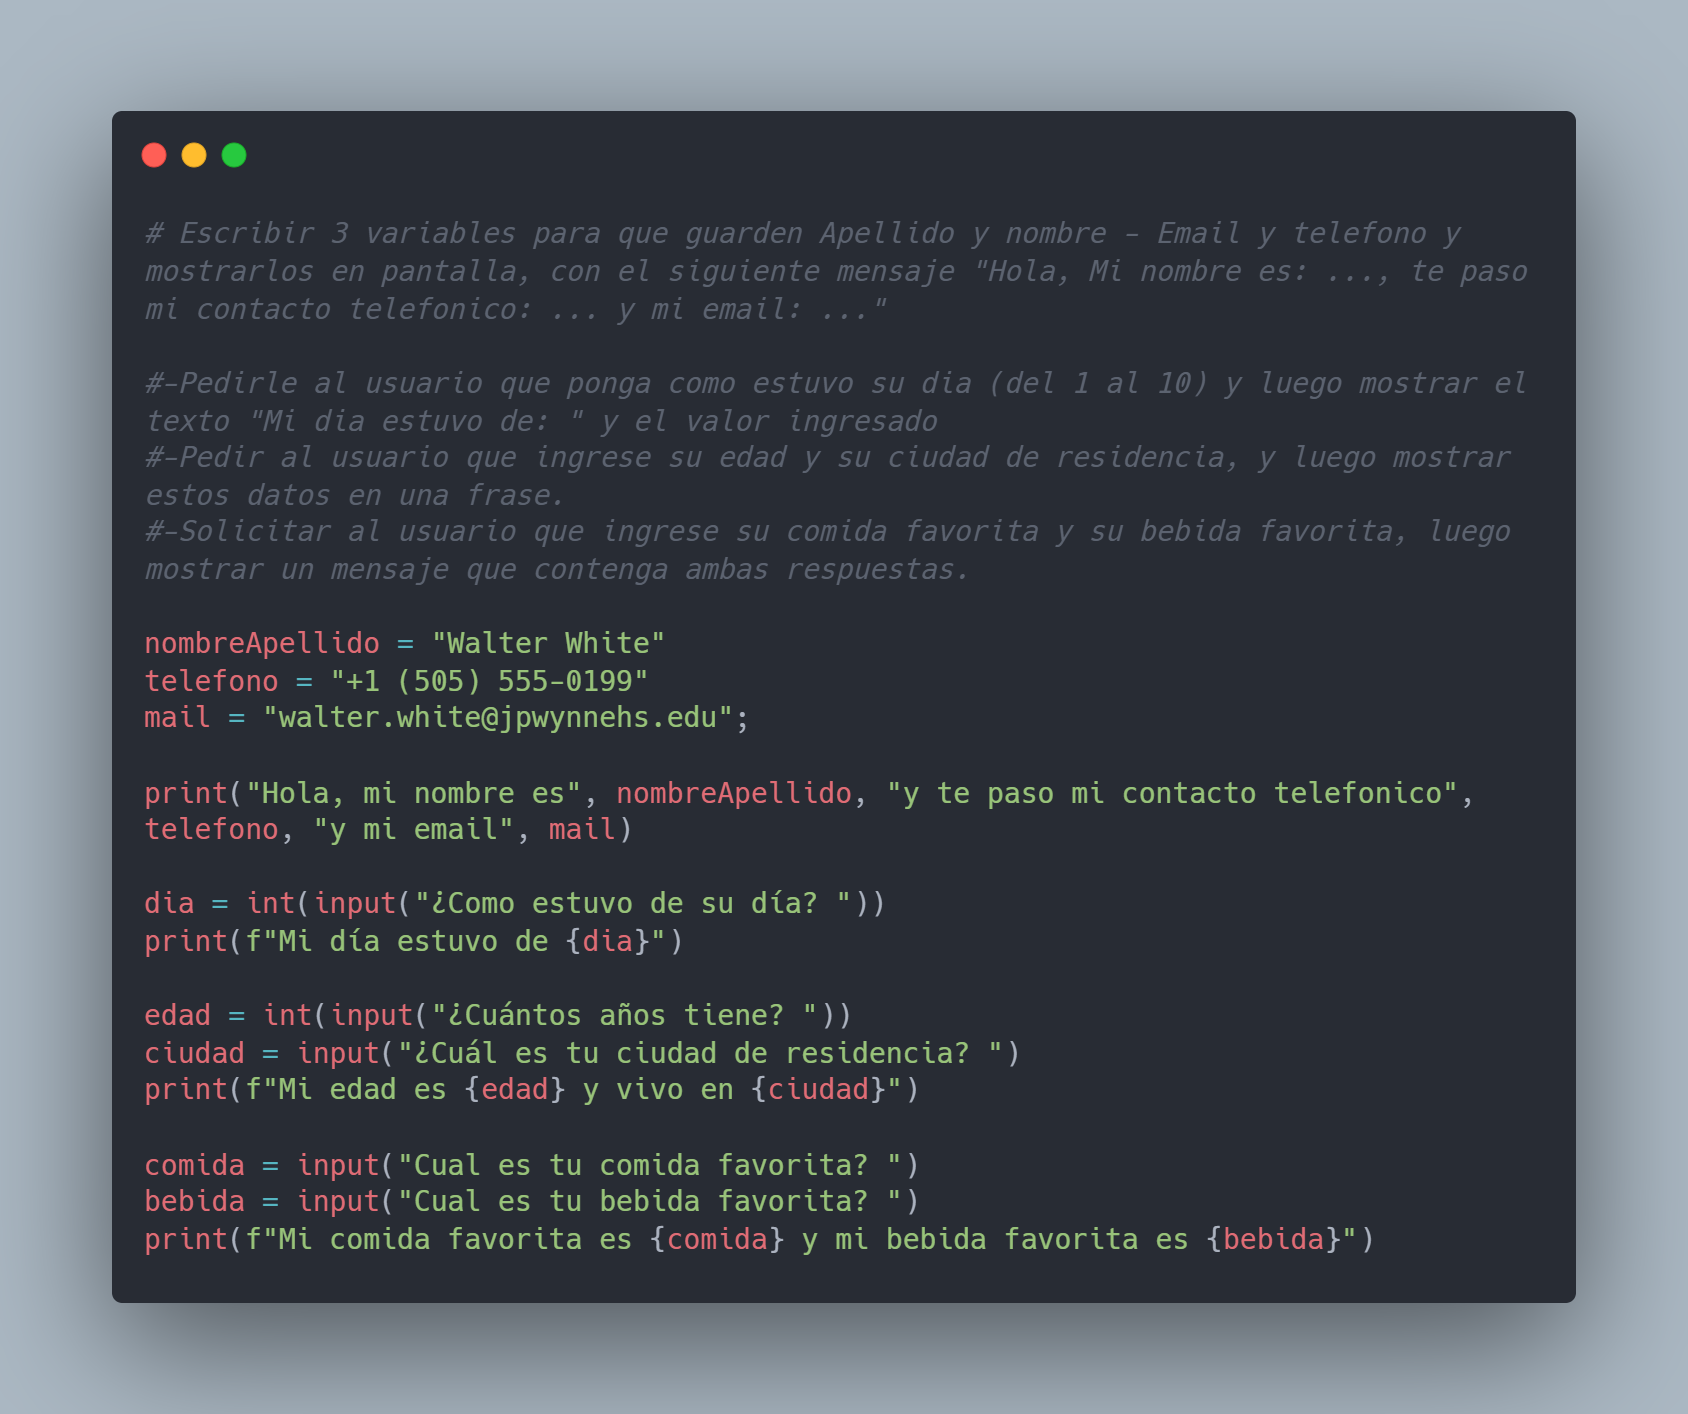 # Escribir 3 variables para que guarden Apellido y nombre - Email y telefono y
mostrarlos en pantalla, con el siguiente mensaje "Hola, Mi nombre es: ..., te paso
mi contacto telefonico: ... y mi email: ..."
#-Pedirle al usuario que ponga como estuvo su dia (del 1 al 10) y luego mostrar el
texto "Mi dia estuvo de: " y el valor ingresado
#-Pedir al usuario que ingrese su edad y su ciudad de residencia, y luego mostrar
estos datos en una frase.
#-Solicitar al usuario que ingrese su comida favorita y su bebida favorita, luego
mostrar un mensaje que contenga ambas respuestas.
nombreApellido = "Walter White"
telefono = "+1 (505) 555-0199"
mail = "walter.white@jpwynnehs.edu";
print("Hola, mi nombre es", nombreApellido, "y te paso mi contacto telefonico",
telefono, "y mi email", mail)
dia = int(input("¿Como estuvo de su día? "))
print(f"Mi día estuvo de {dia}")
edad = int(input("¿Cuántos años tiene? "))
ciudad = input("¿Cuál es tu ciudad de residencia? ")
print(f"Mi edad es {edad} y vivo en {ciudad}")
comida = input("Cual es tu comida favorita? ")
bebida = input("Cual es tu bebida favorita? ")
print(f"Mi comida favorita es {comida} y mi bebida favorita es {bebida}")